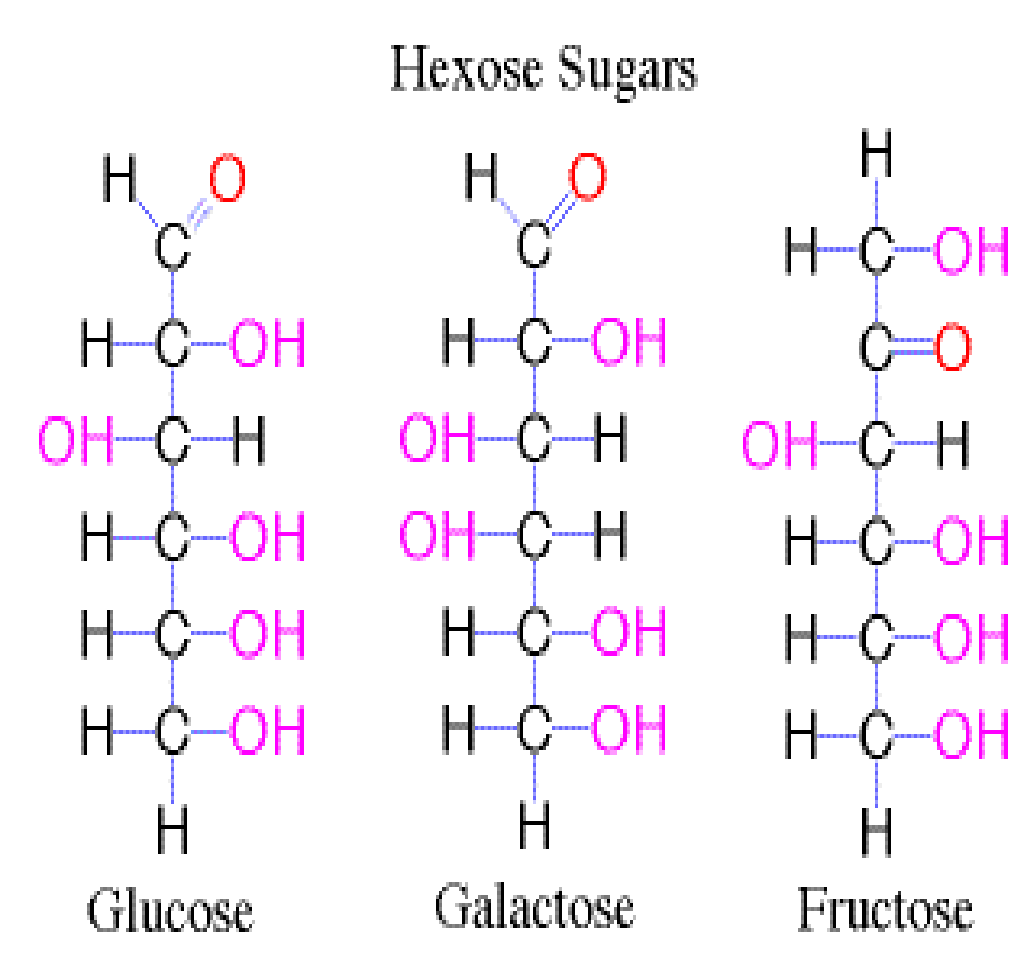 Hexose Sugars
H O H O H
C C H C OH
H C OH H C OH C O
OH C H OH C H OH C H
H C OH OH C H H C OH
H C OH H C OH H C OH
H C OH H C OH H C OH
H H H
Glucose Galactose Fructose